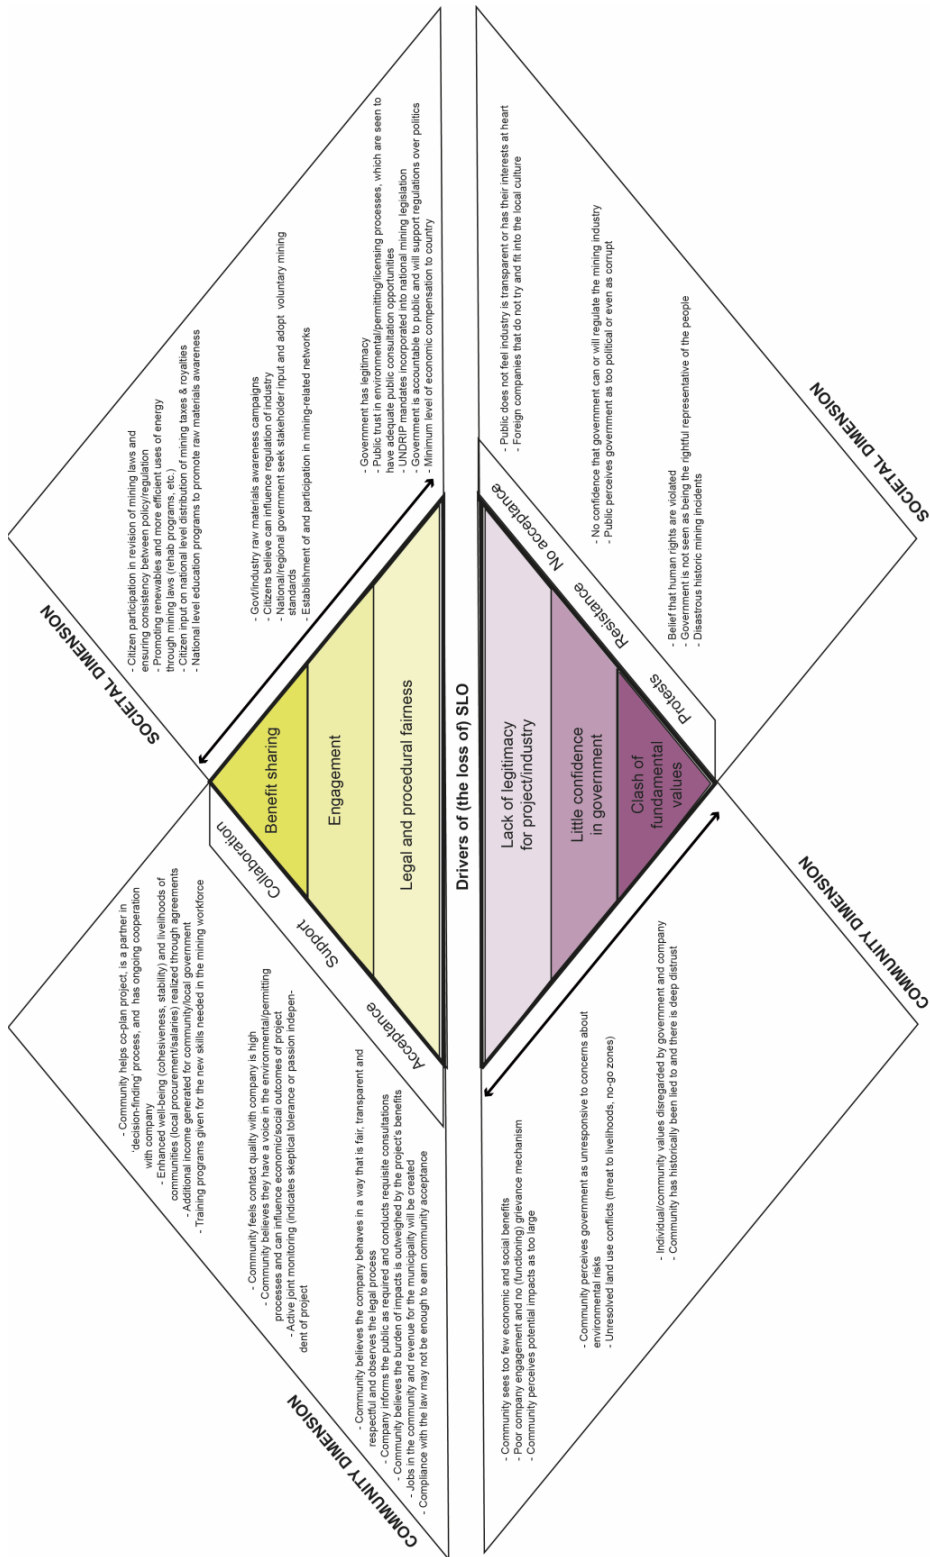 COMMUNITY DIMENSION
SOCIETAL DIMENSION
- Community helps co-plan project, is a partner in
'decision-finding' process, and has ongoing cooperation
with company
- Enhanced well-being (cohesiveness, stability) and livelihoods of
communities (local procurement/salaries) realized through agreements
- Additional income generated for community/local government
- Training programs given for the new skills needed in the mining workforce
- Community feels contact quality with company is high
- Community believes they have a voice in the environmental/permitting
processes and can influence economic/social outcomes of project
- Active joint monitoring (indicates skeptical tolerance or passion indepen-
dent of project
- Community believes the company behaves in a way that is fair, transparent and
respectful and observes the legal process
- Company informs the public as required and conducts requisite consultations
- Community believes the burden of impacts is outweighed by the project's benefits
- Jobs in the community and revenue for the municipality will be created
- Compliance with the law may not be enough to earn community acceptance
Collaboration
Support
Acceptance
Benefit sharing
Engagement
Legal and procedural fairness
- Citizen participation in revision of mining laws and
ensuring consistency between policy/regulation
- Promoting renewables and more efficient uses of energy
through mining laws (rehab programs, etc.)
- Citizen input on national level distribution of mining taxes & royalties
- National level education programs to promote raw materials awareness
- Govt/industry raw materials awareness campaigns
- Citizens believe can influence regulation of industry
- National/regional government seek stakeholder input and adopt voluntary mining
standards
- Establishment of and participation in mining-related networks
- Government has legitimacy
- Public trust in environmental/permitting/licensing processes, which are seen to
have adequate public consultation opportunities
- UNDRIP mandates incorporated into national mining legislation
- Government is accountable to public and will support regulations over politics
- Minimum level of economic compensation to country
Drivers of (the loss of) SLO
- Community sees too few economic and social benefits
- Poor company engagement and no (functioning) grievance mechanism
- Community perceives potential impacts as too large
- Community perceives government as unresponsive to concerns about
environmental risks
- Unresolved land use conflicts (threat to livelihoods, no-go zones)
- Individual/community values disregarded by government and company
- Community has historically been lied to and there is deep distrust
Lack of legitimacy
for project/industry
Little confidence
in government
Clash of
fundamental
values
No acceptance
Resistance
Protests
- Public does not feel industry is transparent or has their interests at heart
- Foreign companies that do not try and fit into the local culture
- No confidence that government can or will regulate the mining industry
- Public perceives government as too political or even as corrupt
- Belief that human rights are violated
- Government is not seen as being the rightful representative of the people
- Disastrous historic mining incidents
COMMUNITY DIMENSION
SOCIETAL DIMENSION